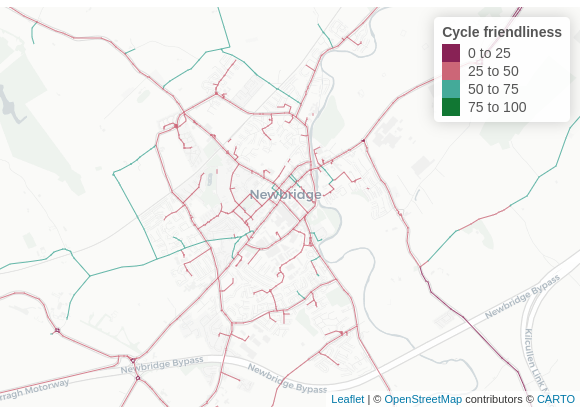 Cycle friendliness
0 to 25
25 to 50
50 to 75
75 to 100
Newbridge
Newbridge Bypass
Kilcullen Link
Newbridge Bypass
Newbridge Bypass
rragh Motorway
Leaflet | © OpenStreetMap contributors © CARTO